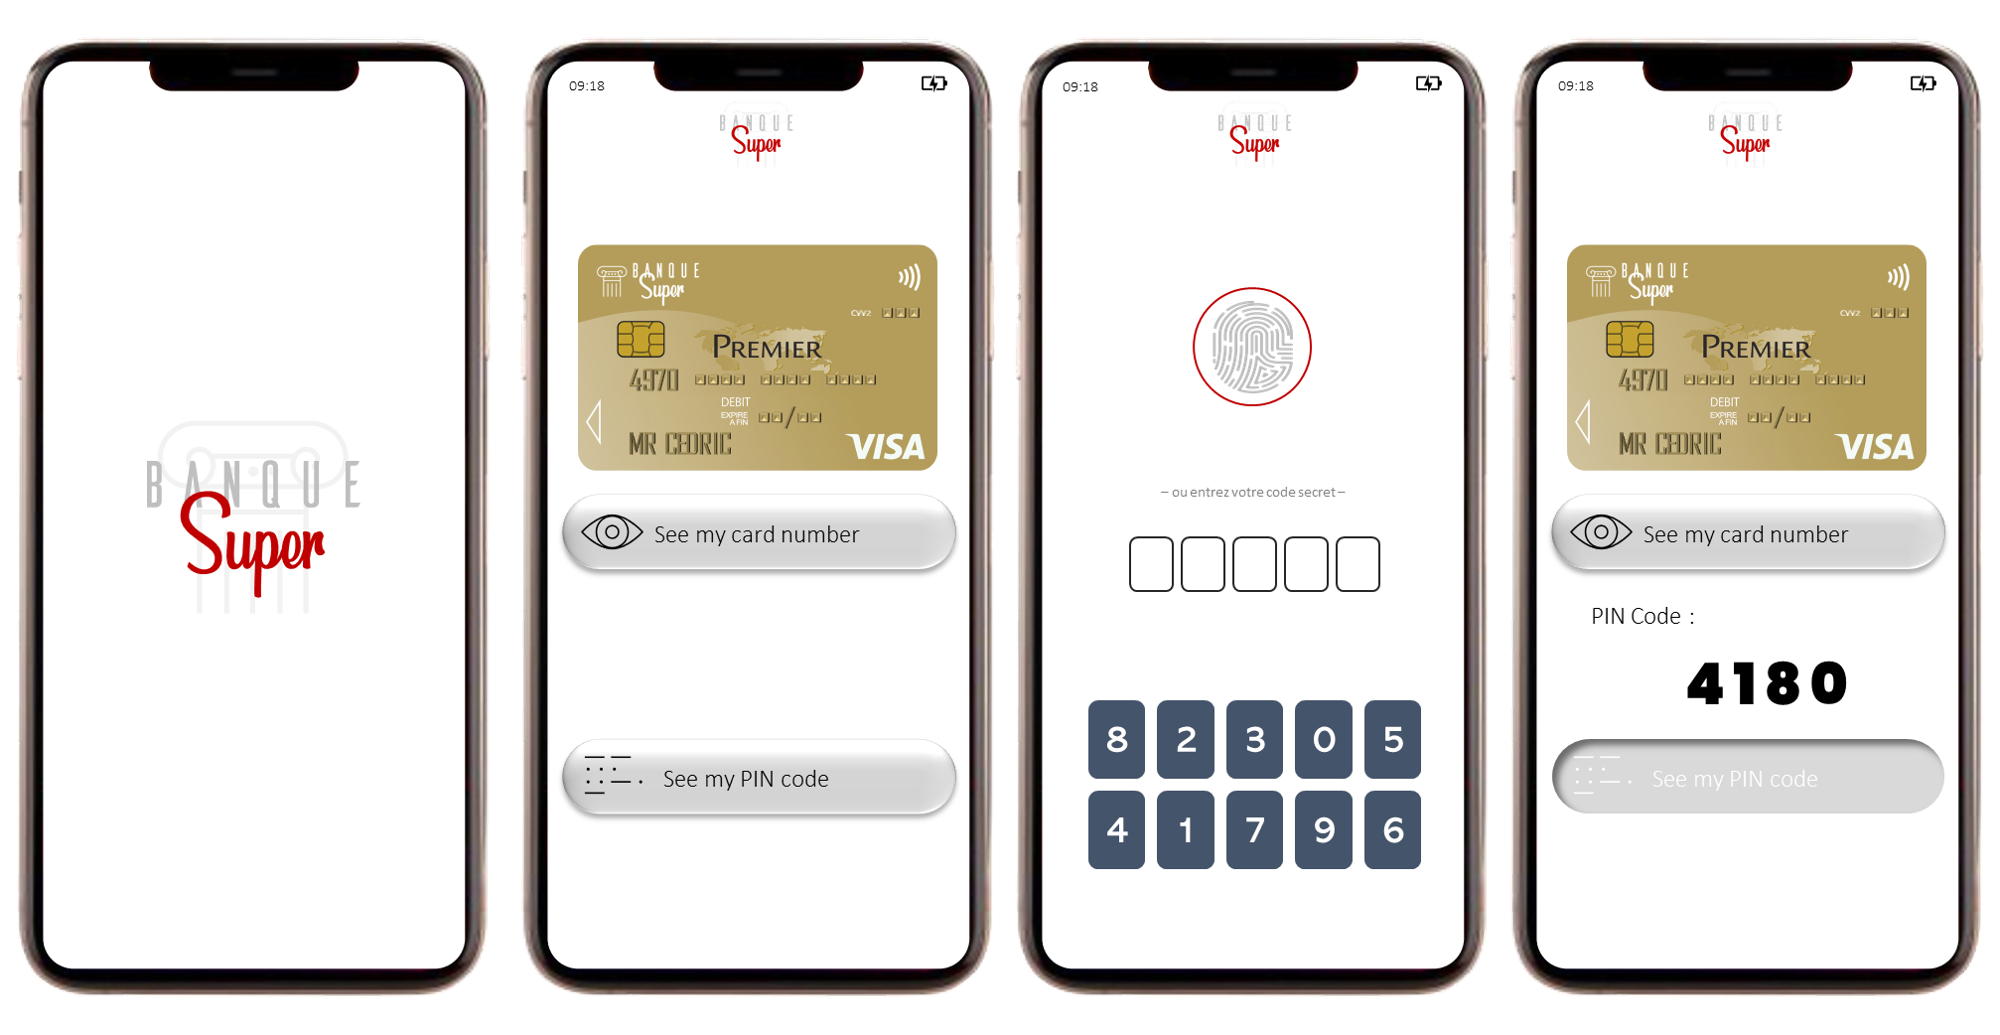 BANQUE
Super
09:18
BANQUE
Super
BANQUE
Super
CVV2
PREMIER
4970
DEBIT
EXPIRE
A FIN
/
MR CEDRIC
VISA
See my card number
See my PIN code
09:18
BANQUE
Super
– ou entrez votre code secret –
8 2 3 0 5
4 1 7 9 6
09:18
BANQUE
Super
BANQUE
Super
CVV2
PREMIER
4970
DEBIT
EXPIRE
A FIN
/
MR CEDRIC
VISA
See my card number
PIN Code :
4180
See my PIN code